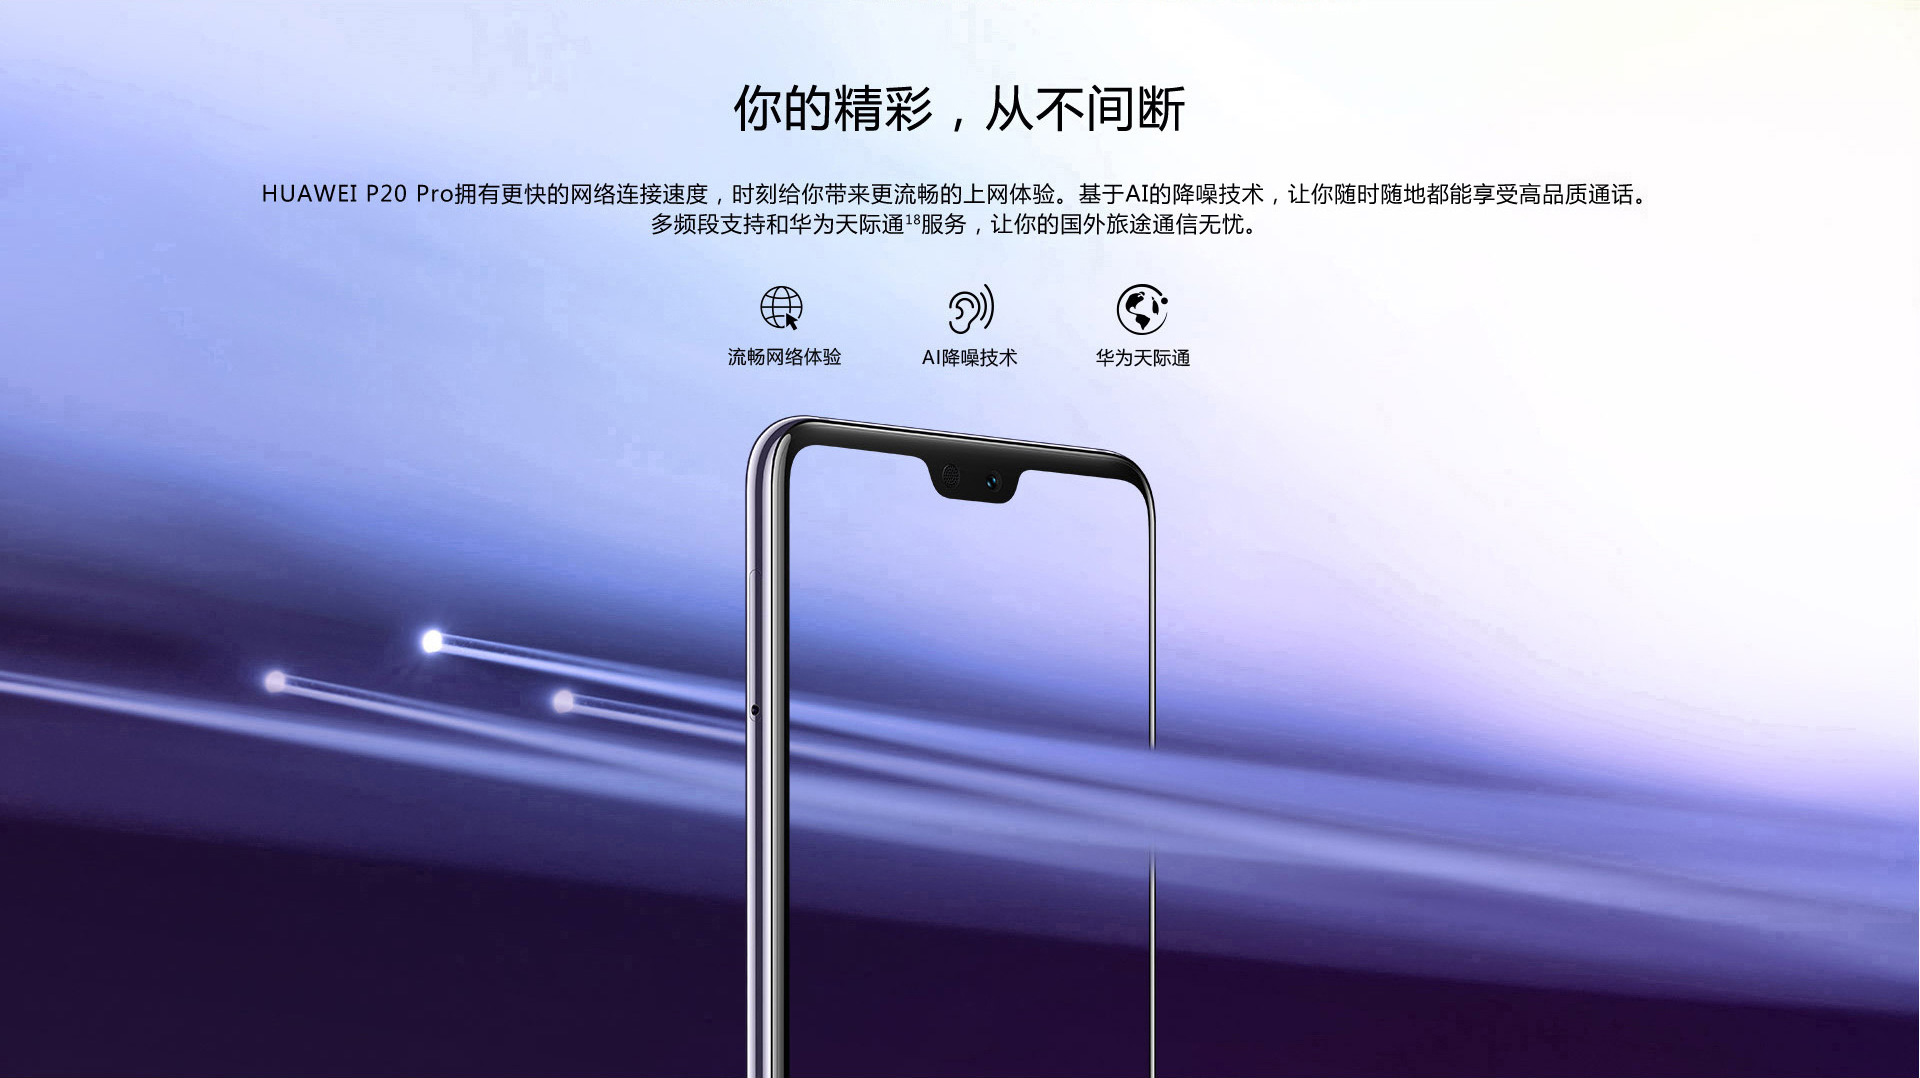 你的精彩，从不间断
HUAWEI P20 Pro拥有更快的网络连接速度，时刻给你带来更流畅的上网体验。基于AI的降噪技术，让你随时随地都能享受高品质通话。
多频段支持和华为天际通18服务，让你的国外旅途通信无忧。
流畅网络体验 AI降噪技术 华为天际通